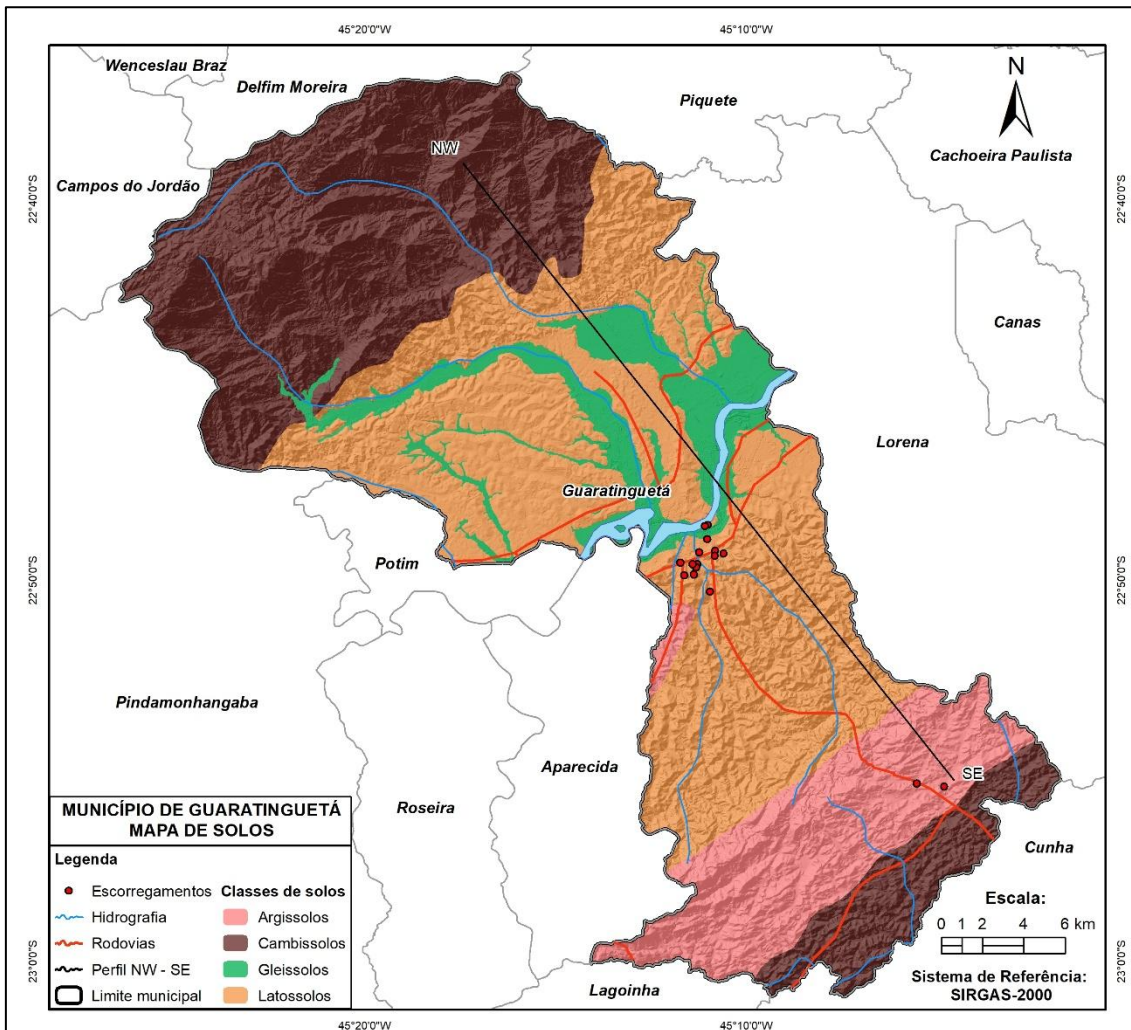 45°20'0"W
45°10'0"W
Wenceslau Braz
Delfim Moreira
Piquete
N
NW
Cachoeira Paulista
Campos do Jordão
22°40'0"S
22°40'0"S
Canas
Lorena
Guaratinguetá
Potim
22°50'0"S
22°50'0"S
Pindamonhangaba
Aparecida
SE
Roseira
Cunha
MUNICÍPIO DE GUARATINGUETÁ
MAPA DE SOLOS
Legenda
Escorregamentos
Hidrografia
Rodovias
Perfil NW - SE
Limite municipal
Classes de solos
Argissolos
Cambissolos
Gleissolos
Latossolos
Escala:
0 1 2 4 6 km
23°0'0"S
23°0'0"S
Sistema de Referência:
SIRGAS-2000
Lagoinha
45°20'0"W
45°10'0"W